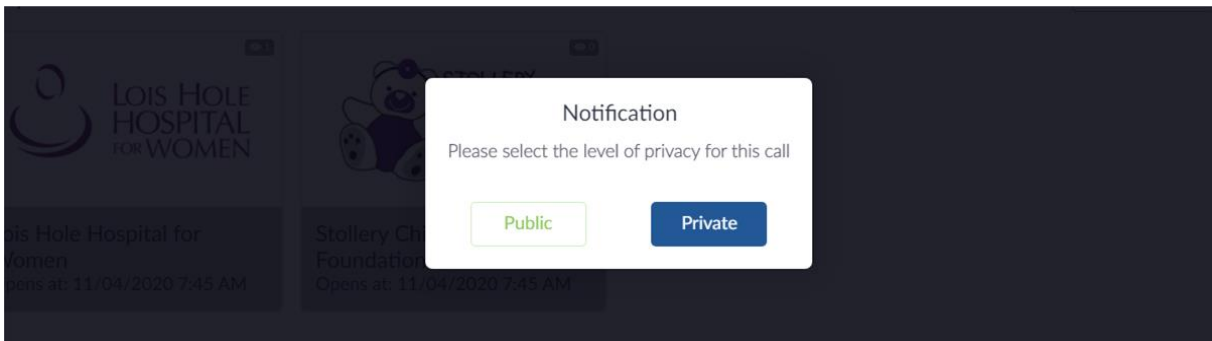 LOIS HOLE
HOSPITAL
FOR WOMEN
STOLLERY
Notification
Please select the level of privacy for this call
Public
Private
ois Hole Hospital for
Women
pens at: 11/04/2020 7:45 AM
Stollery Ch
Foundation
Opens at: 11/04/2020 7:45 AM